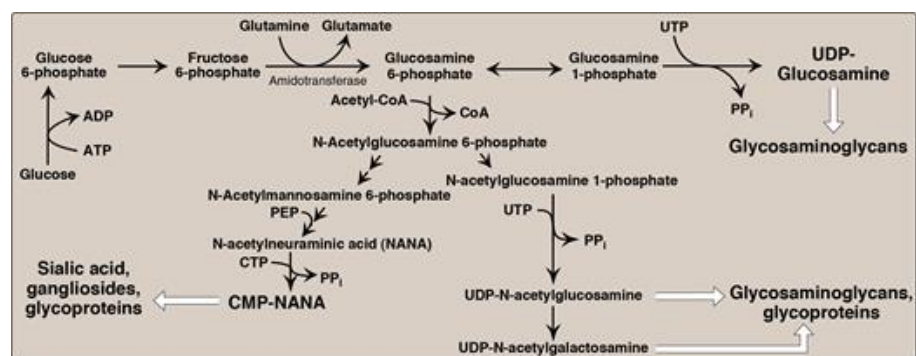 Glutamine Glutamate
UTP
Glucose
6-phosphate
Fructose
6-phosphate
Amidotransferase
Glucosamine
6-phosphate
Glucosamine
1-phosphate
UDP-
Glucosamine
PPi
Acetyl-CoA
CoA
ADP
ATP
Glucose
N-Acetylglucosamine 6-phosphate
Glycosaminoglycans
N-Acetylmannosamine 6-phosphate
N-acetylglucosamine 1-phosphate
PEP
UTP
PPi
N-acetylneuraminic acid (NANA)
CTP
PPi
Sialic acid,
gangliosides,
glycoproteins
CMP-NANA
UDP-N-acetylglucosamine
Glycosaminoglycans,
glycoproteins
UDP-N-acetylgalactosamine